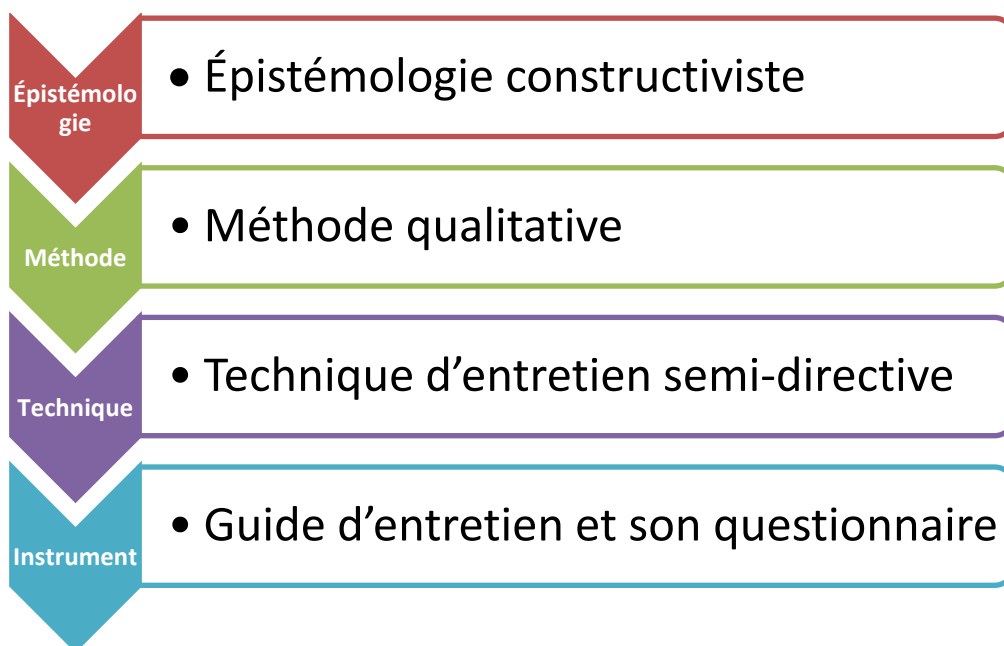 Épistémolo
gie
• Épistémologie constructiviste
Méthode
• Méthode qualitative
Technique
• Technique d’entretien semi-directive
Instrument
• Guide d’entretien et son questionnaire